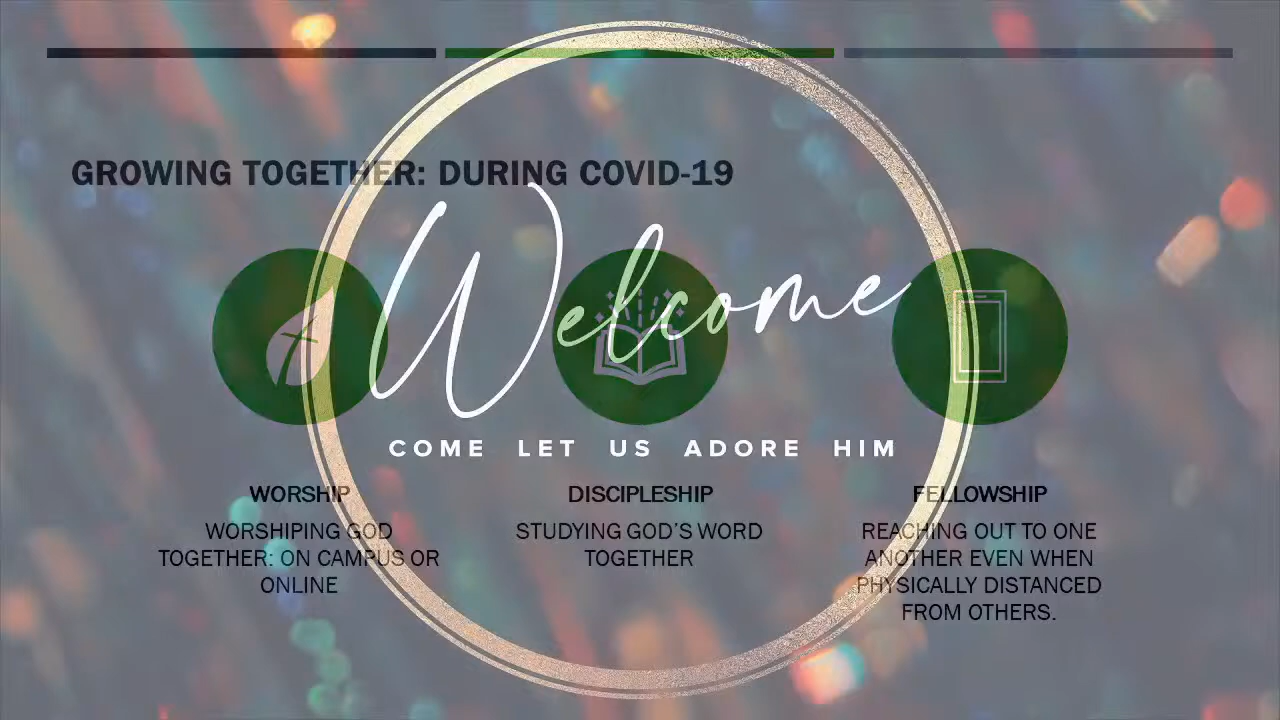 GROWING TOGETHER: DURING COVID-19
Welcome
COME LET US ADORE HIM
WORSHIP
WORSHIPING GOD
TOGETHER: ON CAMPUS OR
ONLINE
DISCIPLESHIP
STUDYING GOD'S WORD
TOGETHER
FELLOWSHIP
REACHING OUT TO ONE
ANOTHER EVEN WHEN
PHYSICALLY DISTANCED
FROM OTHERS.